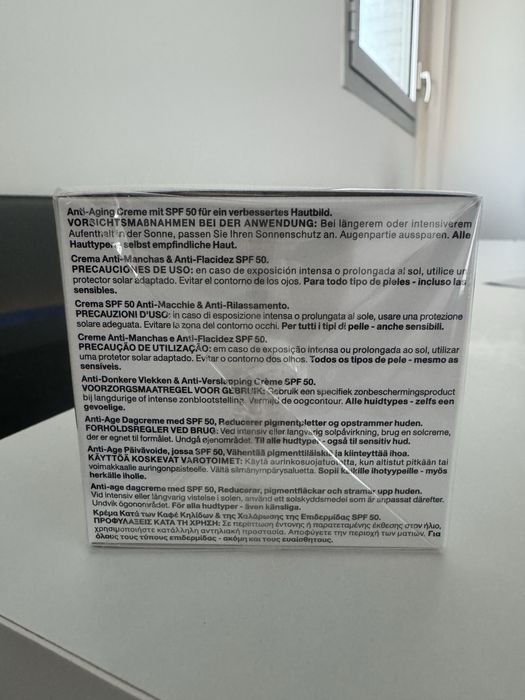 Anti-Aging Creme mit SPF 50 für ein verbessertes Hautbild.
VORSICHTSMAßNAHMEN BEI DER ANWENDUNG: Bei längerem oder intensiverem
Aufenthalt in der Sonne, passen Sie Ihren Sonnenschutz an. Augenpartie aussparen. Alle
Hauttypen, selbst empfindliche Haut.
Crema Anti-Manchas & Anti-Flacidez SPF 50.
PRECAUCIONES DE USO: en caso de exposición intensa o prolongada al sol, utilice un
protector solar adaptado. Evitar el contorno de los ojos. Para todo tipo de pieles - incluso las
sensibles.
Crema SPF 50 Anti-Macchie & Anti-Rilassamento.
PRECAUZIONI D'USO: in caso di esposizione intensa o prolungata al sole, usare una protezione
solare adeguata. Evitare la zona del contorno occhi. Per tutti i tipi di pelle - anche sensibili.
Creme Anti-Manchas e Anti-Flacidez SPF 50.
PRECAUÇÃO DE UTILIZAÇÃO: em caso de exposição intensa ou prolongada ao sol, utilizar
uma protetor solar adaptado. Evitar o contorno dos olhos. Todos os tipos de pele - mesmo as
sensíveis.
Anti-Donkere Vlekken & Anti-Verslapping Crème SPF 50.
VOORZORGSMAATREGEL VOOR GEBRUIK: Gebruik een specifiek zonbeschermingsproduct
bij langdurige of intense zonblootstelling. Vermijd de oogcontour. Alle huidtypes - zelfs een
gevoelige.
Anti-Age Dagcreme med SPF 50, Reducerer pigmentpletter og opstrammer huden.
FORHOLDSREGLER VED BRUG: Ved intensiv eller langvarig solpåvirkning, brug en solcreme,
der er egnet til formålet. Undgå øjenområdet. Til alle hudtyper - også til sensitiv hud.
Anti-Age Päivävoide, jossa SPF 50, Vähentää pigmenttiläiskiä ja kiinteyttää ihoa.
KÄYTTÖÄ KOSKEVAT VAROTOIMET: Käytä aurinkosuojatuotetta, kun altistut pitkään tai
voimakkaalle auringonpaisteelle. Vältä silmänympärysaluetta. Sopii kaikille ihotyypeille - myös
herkälle iholle.
Anti-age dagcreme med SPF 50, Reducerar, pigmentfläckar och stramar upp huden.
Vid intensiv eller långvarig vistelse i solen, använd ett solskyddsmedel som är anpassat därefter.
Undvik ögonområdet. För alla hudtyper - även känsliga.
Κρέμα Κατά των Καφέ Κηλίδων & της Χαλάρωσης της Επιδερμίδας SPF 50.
ΠΡΟΦΥΛΑΞΕΙΣ ΚΑΤΑ ΤΗ ΧΡΗΣΗ: Σε περίπτωση έντονης ή παρατεταμένης έκθεσης στον ήλιο,
χρησιμοποιήστε κατάλληλη αντηλιακή προστασία. Αποφύγετε την περιοχή των ματιών. Για
όλους τους τύπους επιδερμίδας - ακόμη και τους ευαίσθητους.